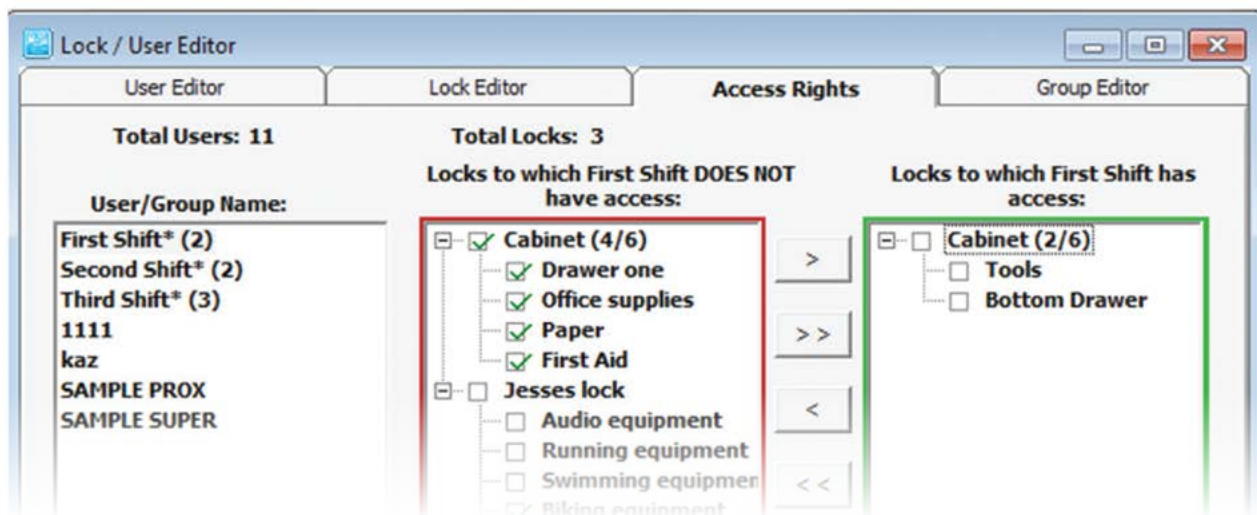 Lock / User Editor
User Editor
Lock Editor
Access Rights
Group Editor
Total Users: 11
Total Locks: 3
User/Group Name:
First Shift* (2)
Second Shift* (2)
Third Shift* (3)
1111
kaz
SAMPLE PROX
SAMPLE SUPER
Locks to which First Shift DOES NOT
have access:
Cabinet (4/6)
Drawer one
Office supplies
Paper
First Aid
Jesses lock
Audio equipment
Running equipment
Swimming equipmen
Biking equipment
>
> >
<
< <
Locks to which First Shift has
access:
Cabinet (2/6)
Tools
Bottom Drawer